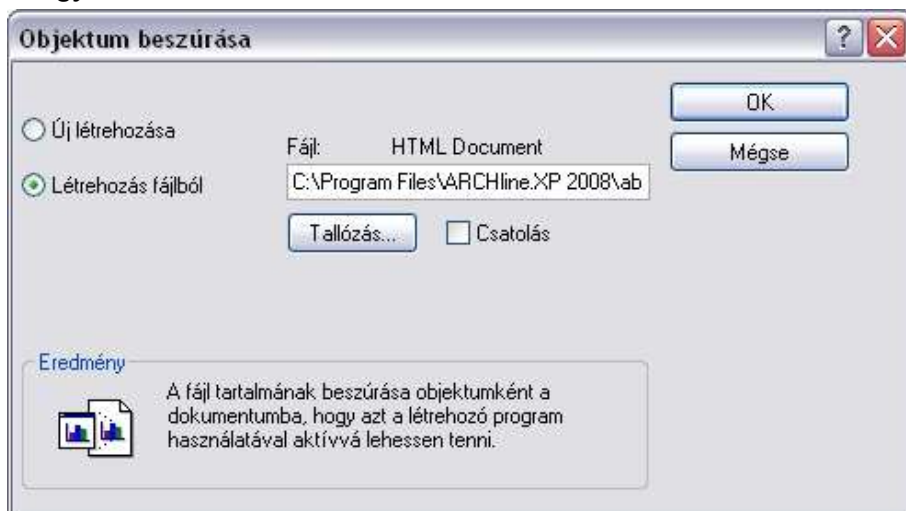 Objektum beszúrása
Új létrehozása
Létrehozás fájlból
Fájl: HTML Document
C:\Program Files\ARCHline.XP 2008\ab
Tallózás...
Csatolás
OK
Mégse
Eredmény
A fájl tartalmának beszúrása objektumként a
dokumentumba, hogy azt a létrehozó program
használatával aktívvá lehessen tenni.